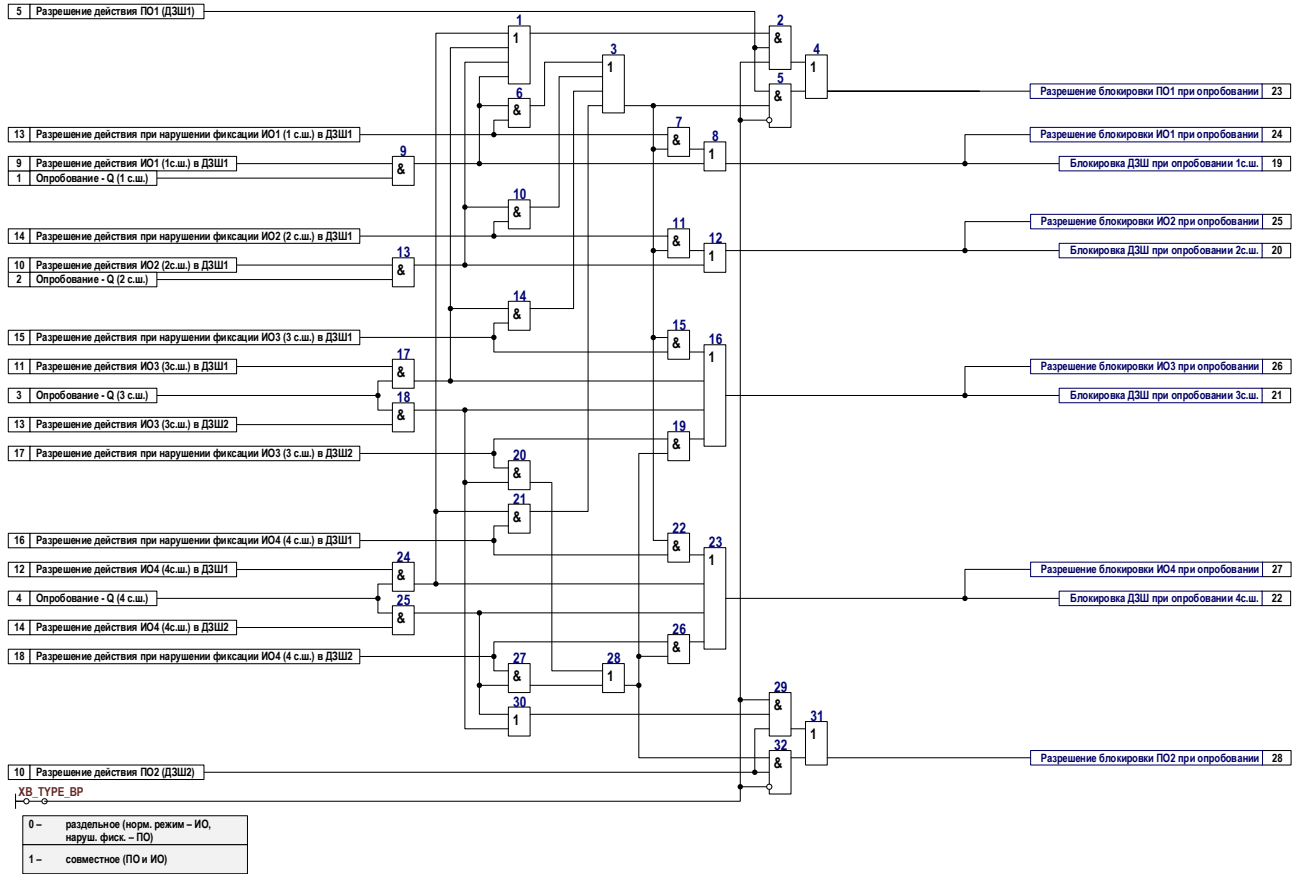 5 Разрешение действия ПО1 (ДЗШ1)
1
1
2
&
3
1
4
1
5
&
6
&
Разрешение блокировки ПО1 при опробовании 23
13 Разрешение действия при нарушении фиксации ИО1 (1 с.ш.) в ДЗШ1
7
&
8
1
Разрешение блокировки ИО1 при опробовании 24
9 Разрешение действия ИО1 (1с.ш.) в ДЗШ1
1 Опробование - Q (1 с.ш.)
9
&
Блокировка ДЗШ при опробовании 1с.ш. 19
10
&
14 Разрешение действия при нарушении фиксации ИО2 (2 с.ш.) в ДЗШ1
11
&
12
1
Разрешение блокировки ИО2 при опробовании 25
10 Разрешение действия ИО2 (2с.ш.) в ДЗШ1
2 Опробование - Q (2 с.ш.)
13
&
Блокировка ДЗШ при опробовании 2с.ш. 20
14
&
15 Разрешение действия при нарушении фиксации ИО3 (3 с.ш.) в ДЗШ1
15
&
16
1
11 Разрешение действия ИО3 (3с.ш.) в ДЗШ1
17
&
Разрешение блокировки ИО3 при опробовании 26
3 Опробование - Q (3 с.ш.)
18
&
Блокировка ДЗШ при опробовании 3с.ш. 21
13 Разрешение действия ИО3 (3с.ш.) в ДЗШ2
19
&
17 Разрешение действия при нарушении фиксации ИО3 (3 с.ш.) в ДЗШ2
20
&
21
&
16 Разрешение действия при нарушении фиксации ИО4 (4 с.ш.) в ДЗШ1
22
&
23
1
12 Разрешение действия ИО4 (4с.ш.) в ДЗШ1
24
&
Разрешение блокировки ИО4 при опробовании 27
4 Опробование - Q (4 с.ш.)
25
&
Блокировка ДЗШ при опробовании 4с.ш. 22
14 Разрешение действия ИО4 (4с.ш.) в ДЗШ2
26
&
18 Разрешение действия при нарушении фиксации ИО4 (4 с.ш.) в ДЗШ2
27
&
28
1
29
&
30
1
31
1
32
&
Разрешение блокировки ПО2 при опробовании 28
10 Разрешение действия ПО2 (ДЗШ2)
XB_TYPE_BP
0 – раздельное (норм. режим – ИО,
наруш. фиск. – ПО)
1 – совместное (ПО и ИО)